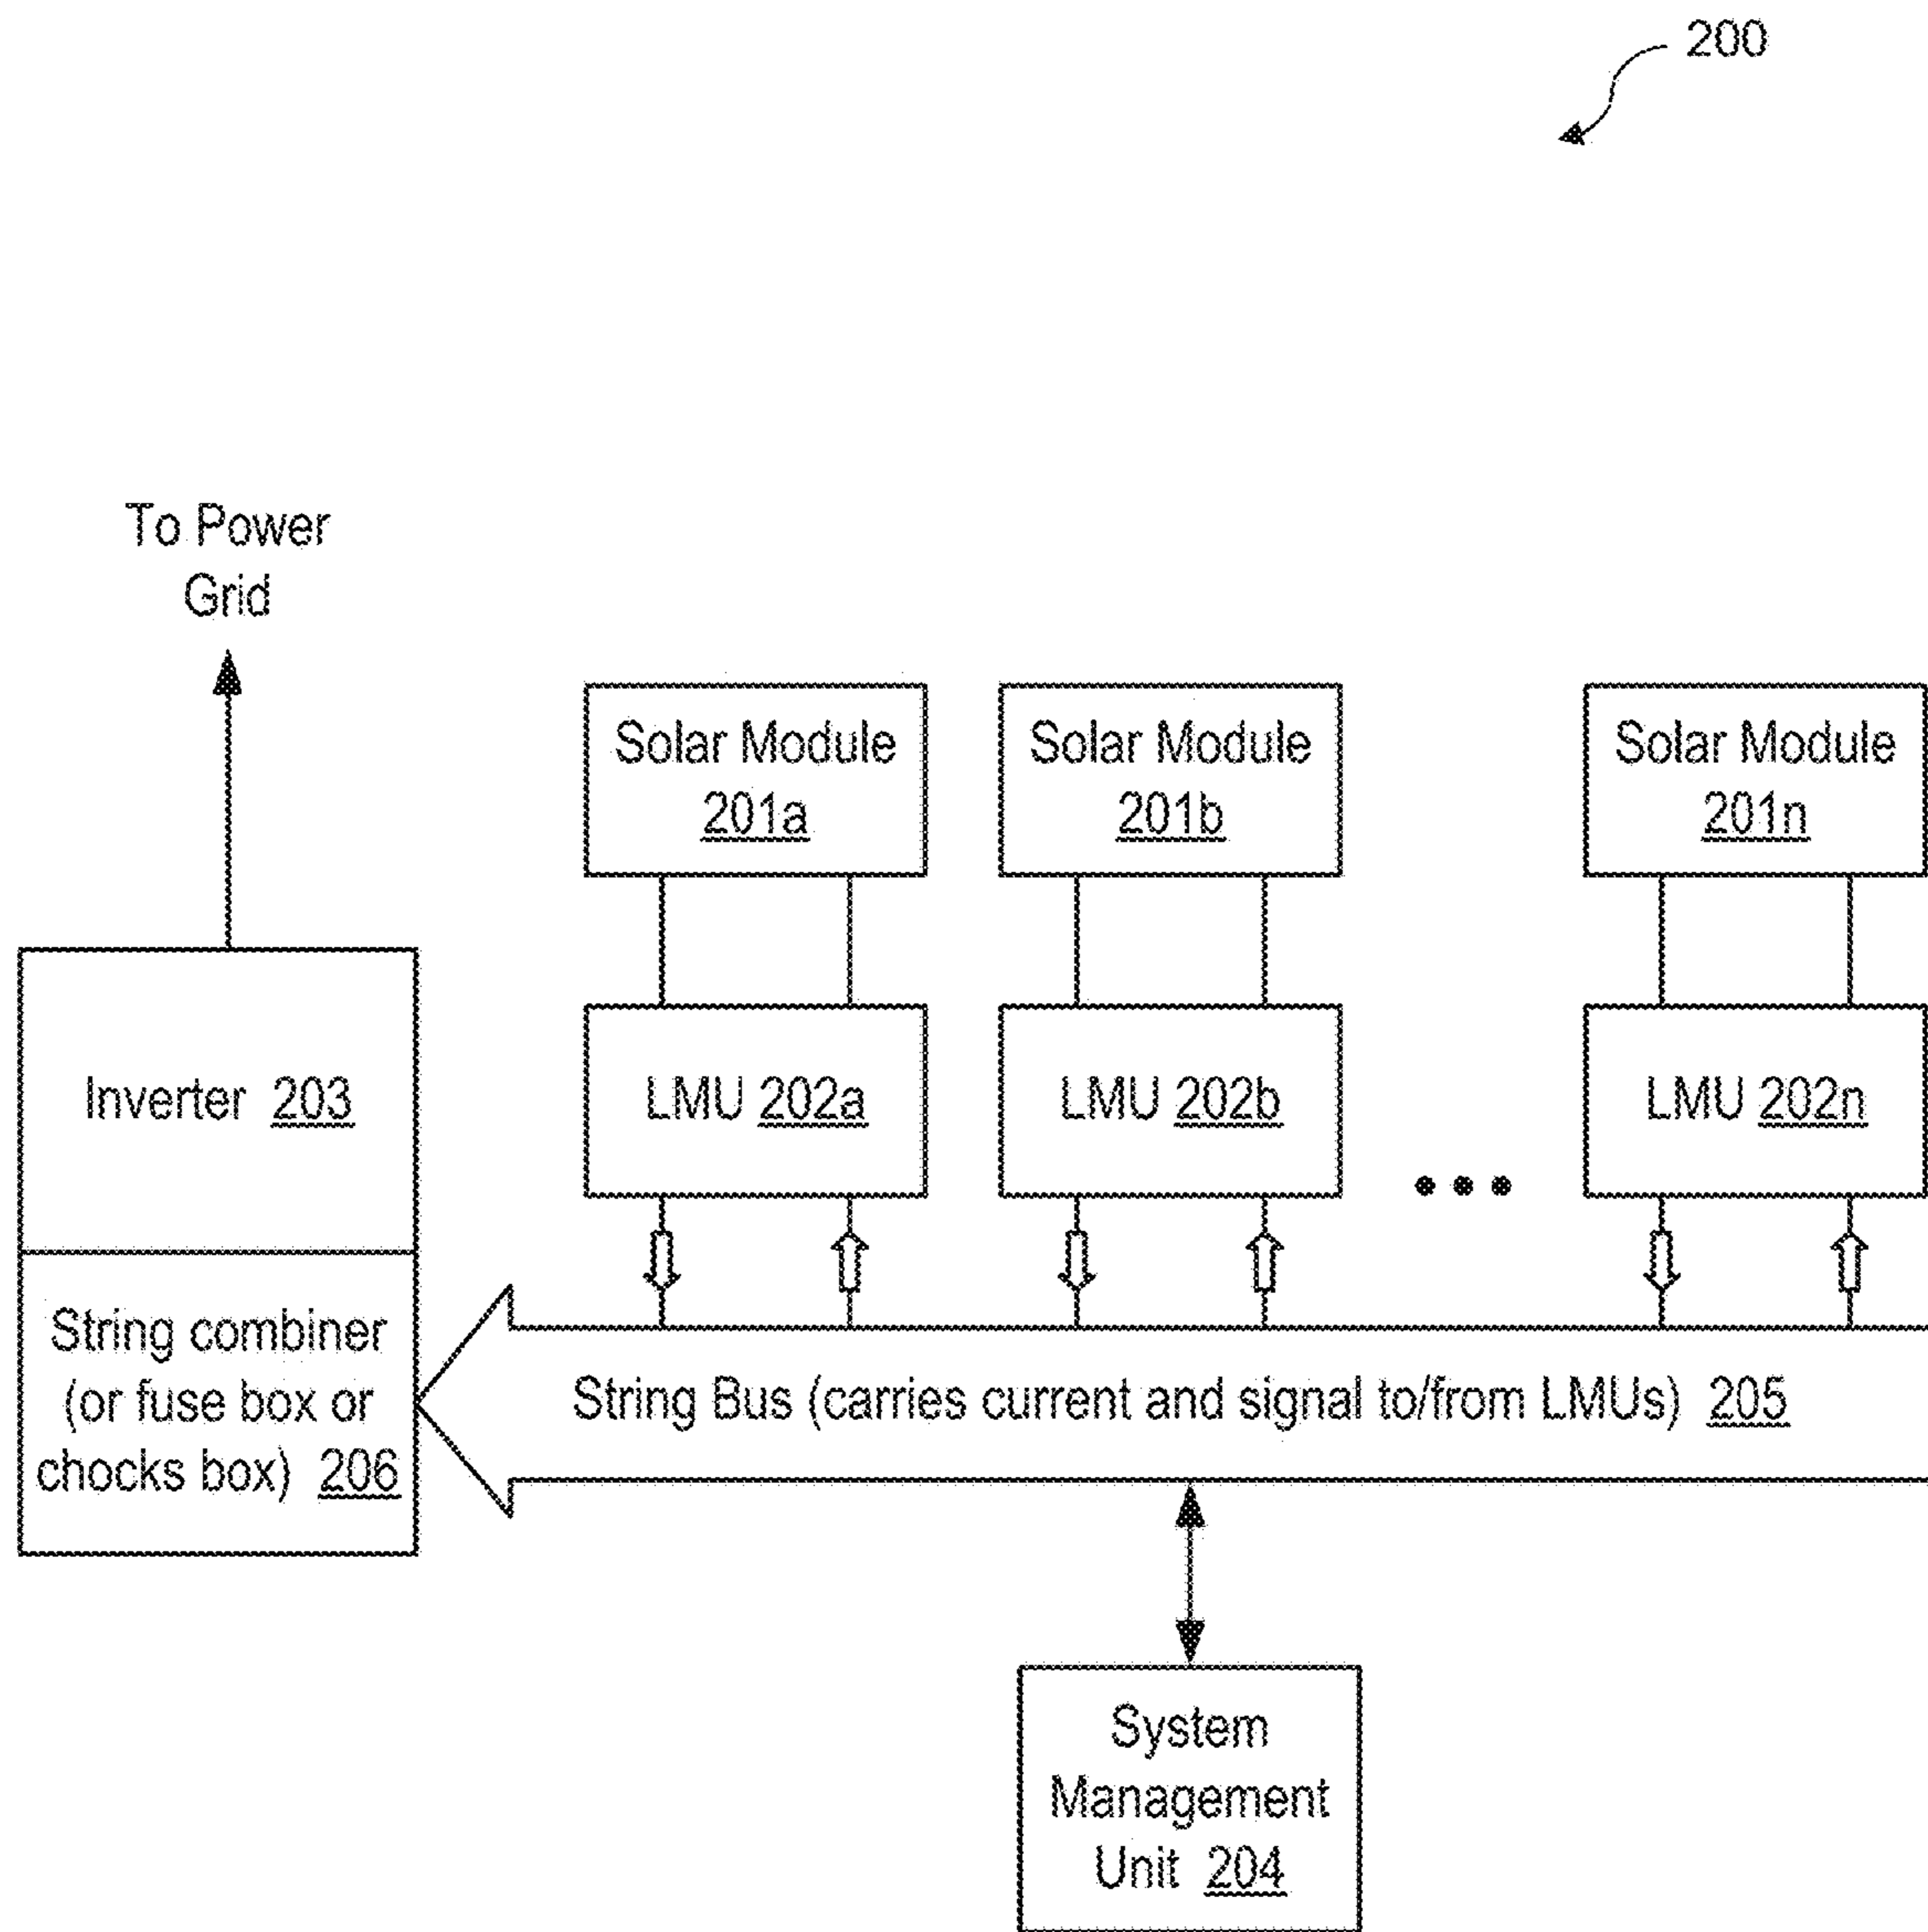 200
To Power
Grid
Solar Module
201a
Solar Module
201b
Solar Module
201n
Inverter 203
LMU 202a
LMU 202b
LMU 202n
String combiner
(or fuse box or
chocks box) 206
String Bus (carries current and signal to/from LMUs) 205
System
Management
Unit 204